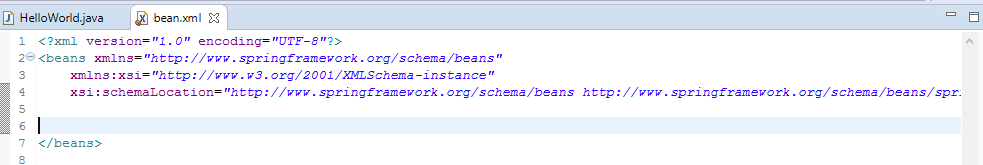 HelloWorld.java bean.xml
1 <?xml version="1.0" encoding="UTF-8"?>
2 <beans xmlns="http://www.springframework.org/schema/beans"
3 xmlns:xsi="http://www.w3.org/2001/XMLSchema-instance"
4 xsi:schemaLocation="http://www.springframework.org/schema/beans http://www.springframework.org/schema/beans/spri
5
6
7 </beans>
8